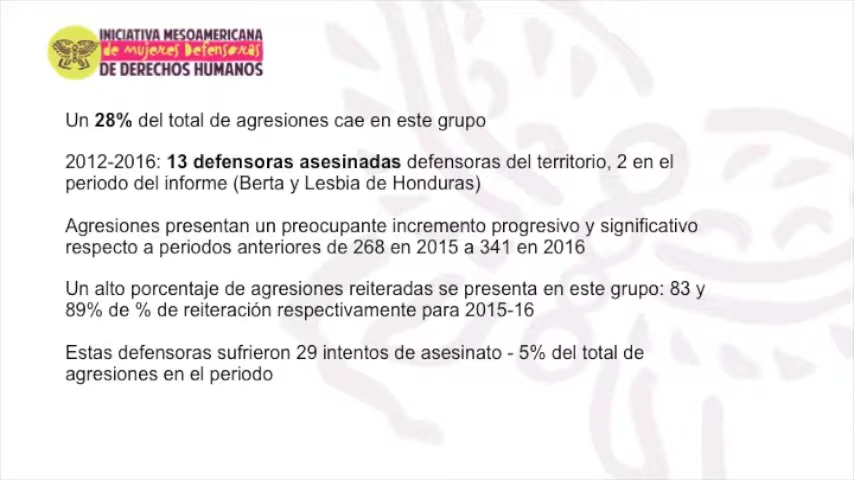 INICIATIVA MESOAMERICANA
de mujeres Defensoras
DE DERECHOS HUMANOS
Un 28% del total de agresiones cae en este grupo
2012-2016: 13 defensoras asesinadas defensoras del territorio, 2 en el
periodo del informe (Berta y Lesbia de Honduras)
Agresiones presentan un preocupante incremento progresivo y significativo
respecto a periodos anteriores de 268 en 2015 a 341 en 2016
Un alto porcentaje de agresiones reiteradas se presenta en este grupo: 83 y
89% de % de reiteración respectivamente para 2015-16
Estas defensoras sufrieron 29 intentos de asesinato - 5% del total de
agresiones en el periodo